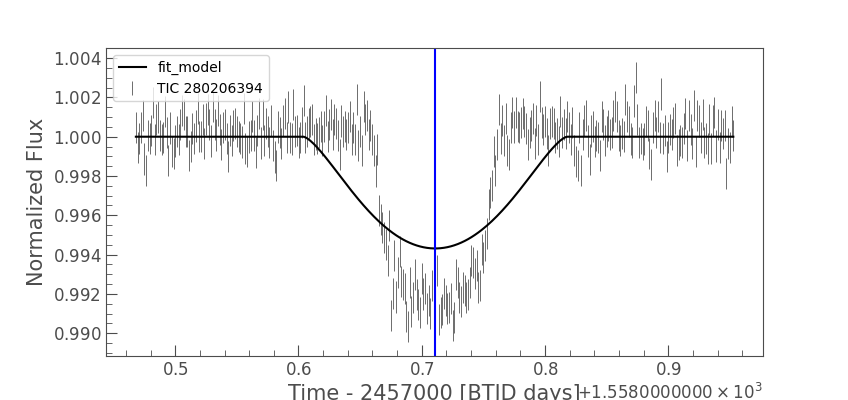 fit_model
TIC 280206394
1.004
1.002
1.000
0.998
0.996
0.994
0.992
0.990
Normalized Flux
0.5 0.6 0.7 0.8 0.9
Time - 2457000 [BTJD days]
+1.5580000000 × 10³